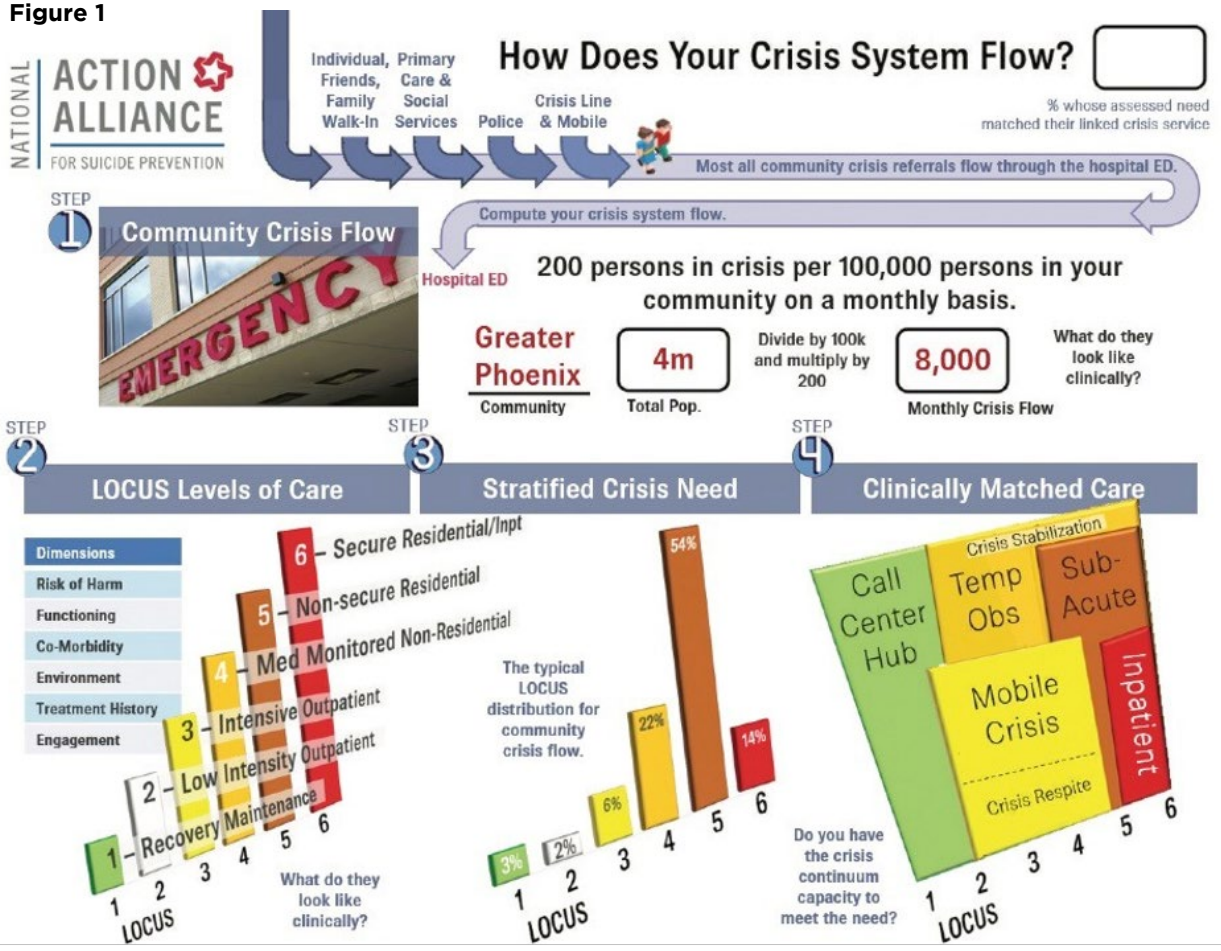 Figure 1
NATIONAL
ACTION
ALLIANCE
FOR SUICIDE PREVENTION
Individual,
Friends,
Family
Walk-In
Primary
Care &
Social
Services
Police
Crisis Line
& Mobile
How Does Your Crisis System Flow?
% whose assessed need
matched their linked crisis service
Most all community crisis referrals flow through the hospital ED.
Compute your crisis system flow.
Hospital ED
STEP
1
Community Crisis Flow
EMERGENCY
200 persons in crisis per 100,000 persons in your
community on a monthly basis.
Greater
Phoenix
Community
4m
Total Pop.
Divide by 100k
and multiply by
200
8,000
Monthly Crisis Flow
What do they
look like
clinically?
STEP
2
LOCUS Levels of Care
Dimensions
Risk of Harm
Functioning
Co-Morbidity
Environment
Treatment History
Engagement
6 – Secure Residential/Inpt
5 – Non-secure Residential
4 – Med Monitored Non-Residential
3 – Intensive Outpatient
2 – Low Intensity Outpatient
1 – Recovery Maintenance
1 2 3 4 5 6
LOCUS
What do they
look like
clinically?
STEP
3
Stratified Crisis Need
The typical
LOCUS
distribution for
community
crisis flow.
3% 2% 6% 22% 54% 14%
1 2 3 4 5 6
LOCUS
STEP
4
Clinically Matched Care
Crisis Stabilization
Call
Center
Hub
Temp
Obs
Sub-
Acute
Mobile
Crisis
Crisis Respite
Inpatient
1 2 3 4 5 6
LOCUS
Do you have
the crisis
continuum
capacity to
meet the need?